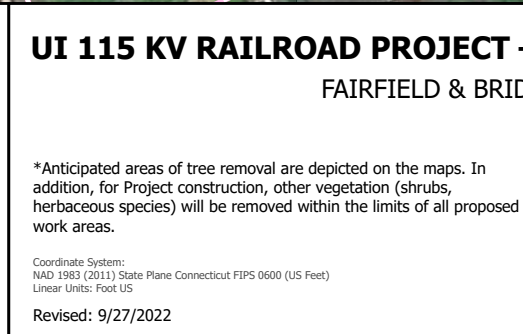 UI 115 KV RAILROAD PROJECT -
FAIRFIELD & BRID
*Anticipated areas of tree removal are depicted on the maps. In
addition, for Project construction, other vegetation (shrubs,
herbaceous species) will be removed within the limits of all proposed
work areas.
Coordinate System:
NAD 1983 (2011) State Plane Connecticut FIPS 0600 (US Feet)
Linear Units: Foot US
Revised: 9/27/2022